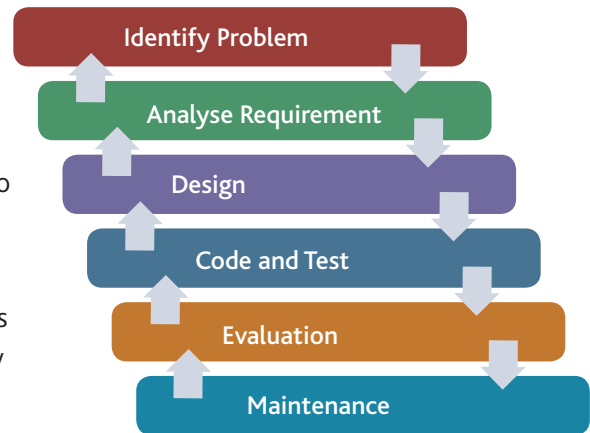 Identify Problem
Analyse Requirement
Design
Code and Test
Evaluation
Maintenance